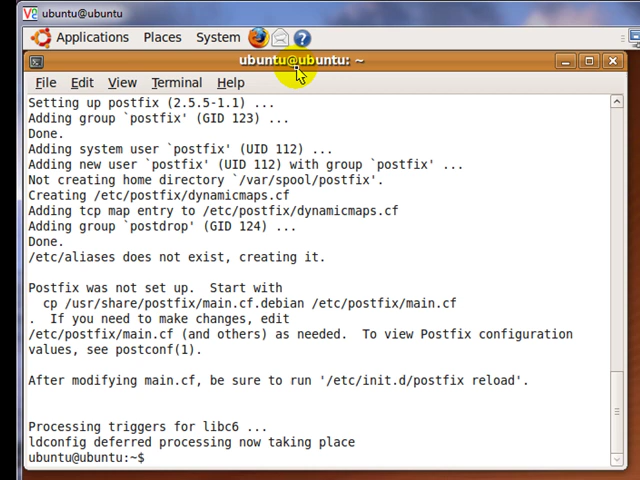 ubuntu@ubuntu
Applications Places System
ubuntu@ubuntu: ~
File Edit View Terminal Help
Setting up postfix (2.5.5-1.1) ...
Adding group `postfix' (GID 123) ...
Done.
Adding system user `postfix' (UID 112) ...
Adding new user `postfix' (UID 112) with group `postfix' ...
Not creating home directory `/var/spool/postfix'.
Creating /etc/postfix/dynamicmaps.cf
Adding tcp map entry to /etc/postfix/dynamicmaps.cf
Adding group `postdrop' (GID 124) ...
Done.
/etc/aliases does not exist, creating it.
Postfix was not set up.  Start with
  cp /usr/share/postfix/main.cf.debian /etc/postfix/main.cf
.  If you need to make changes, edit
/etc/postfix/main.cf (and others) as needed.  To view Postfix configuration
values, see postconf(1).
After modifying main.cf, be sure to run '/etc/init.d/postfix reload'.
Processing triggers for libc6 ...
ldconfig deferred processing now taking place
ubuntu@ubuntu:~$